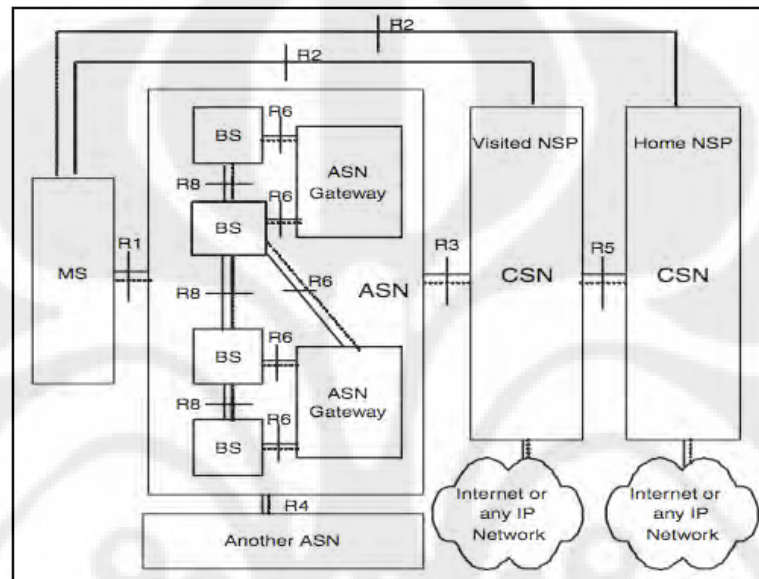 R2
R2
BS
R6
ASN
Gateway
Visited NSP
Home NSP
R8
R6
BS
MS
R1
R3
R5
ASN
CSN
CSN
R8
R6
BS
R6
ASN
Gateway
R8
R6
BS
R4
Another ASN
Internet or
any IP
Network
Internet or
any IP
Network